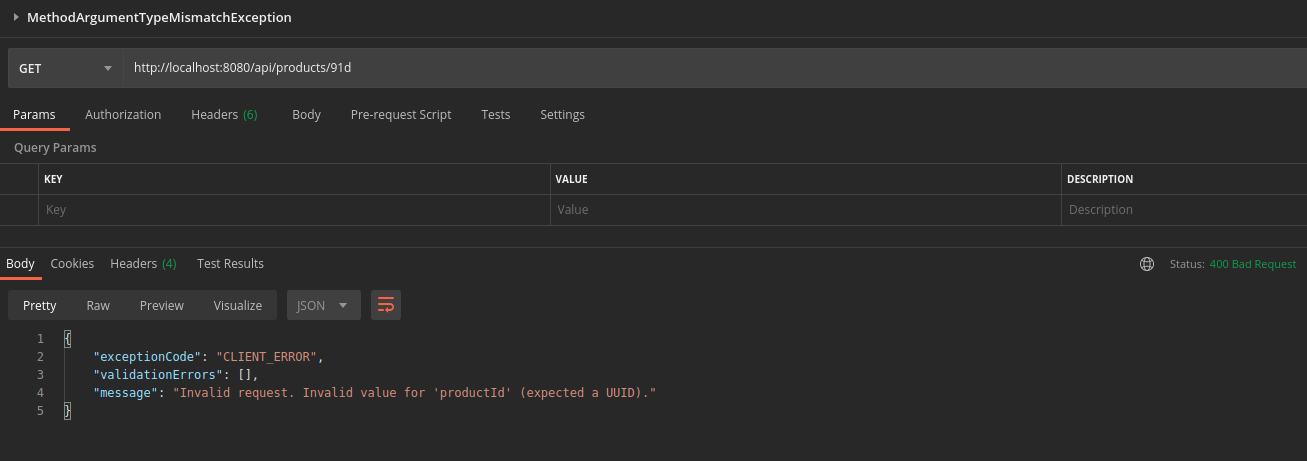 MethodArgumentTypeMismatchException
GET http://localhost:8080/api/products/91d
Params Authorization Headers (6) Body Pre-request Script Tests Settings
Query Params
KEY VALUE DESCRIPTION
Key Value Description
Body Cookies Headers (4) Test Results Status: 400 Bad Request
Pretty Raw Preview Visualize JSON
1 {
2 "exceptionCode": "CLIENT_ERROR",
3 "validationErrors": [],
4 "message": "Invalid request. Invalid value for 'productId' (expected a UUID)."
5 }